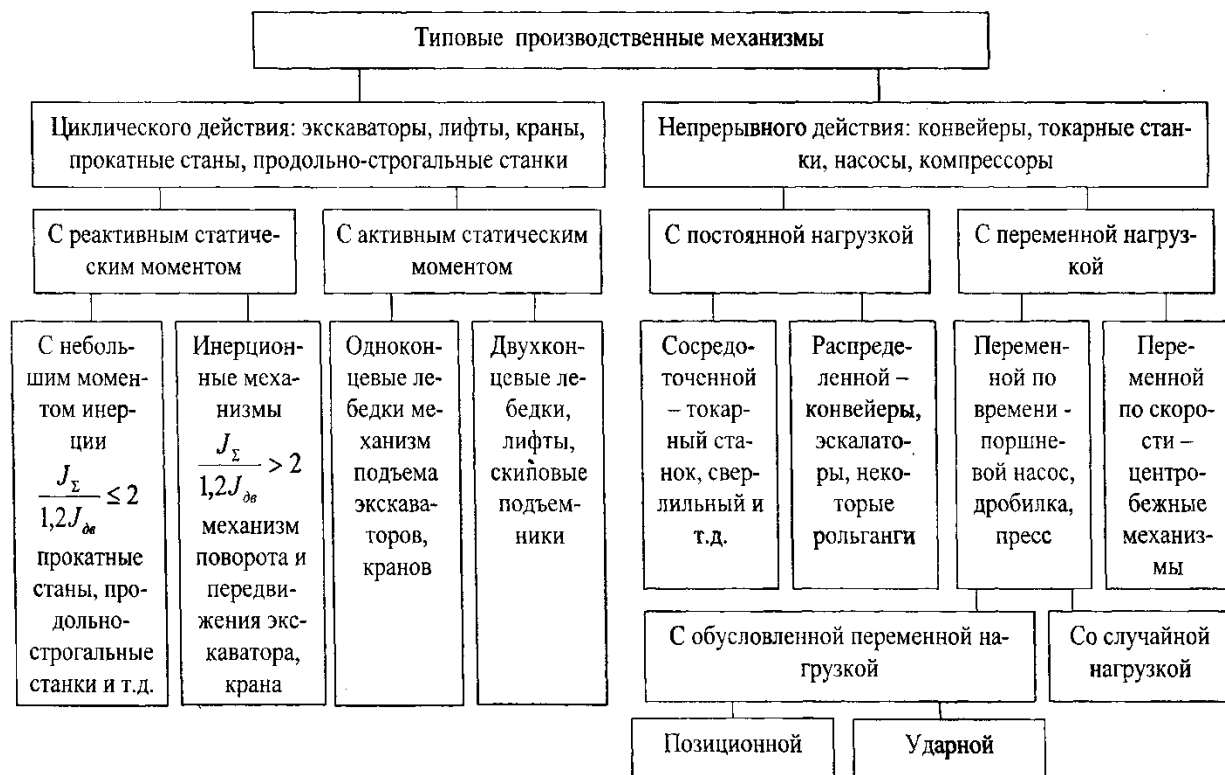 Типовые производственные механизмы
Циклического действия: экскаваторы, лифты, краны,
прокатные станы, продольно-строгальные станки
Непрерывного действия: конвейеры, токарные стан-
ки, насосы, компрессоры
С реактивным статиче-
ским моментом
С активным статическим
моментом
С постоянной нагрузкой
С переменной нагруз-
кой
С неболь-
шим момен-
том инер-
ции
J_Σ / 1,2J_дв ≤ 2
прокатные
станы, про-
дольно-
строгальные
станки и т.д.
Инерцион-
ные меха-
низмы
J_Σ / 1,2J_дв > 2
механизм
поворота и
передви-
жения экс-
каватора,
крана
Одноконцевые
цевые ле-
бедки ме-
ханизм
подъема
экскава-
торов,
кранов
Двухкон-
цевые ле-
бедки,
лифты,
скиповые
подъем-
ники
Сосредо-
точенной
– токар-
ный ста-
нок, свер-
лильный и
т.д.
Распреде-
ленной –
конвейеры,
эскалато-
ры, неко-
торые
рольганги
Перемен-
ной по
времени -
поршне-
вой насос,
дробилка,
пресс
Пере-
менной
по скоро-
сти –
центро-
бежные
механиз-
мы
С обусловленной переменной на-
грузкой
Со случайной
нагрузкой
Позиционной
Ударной